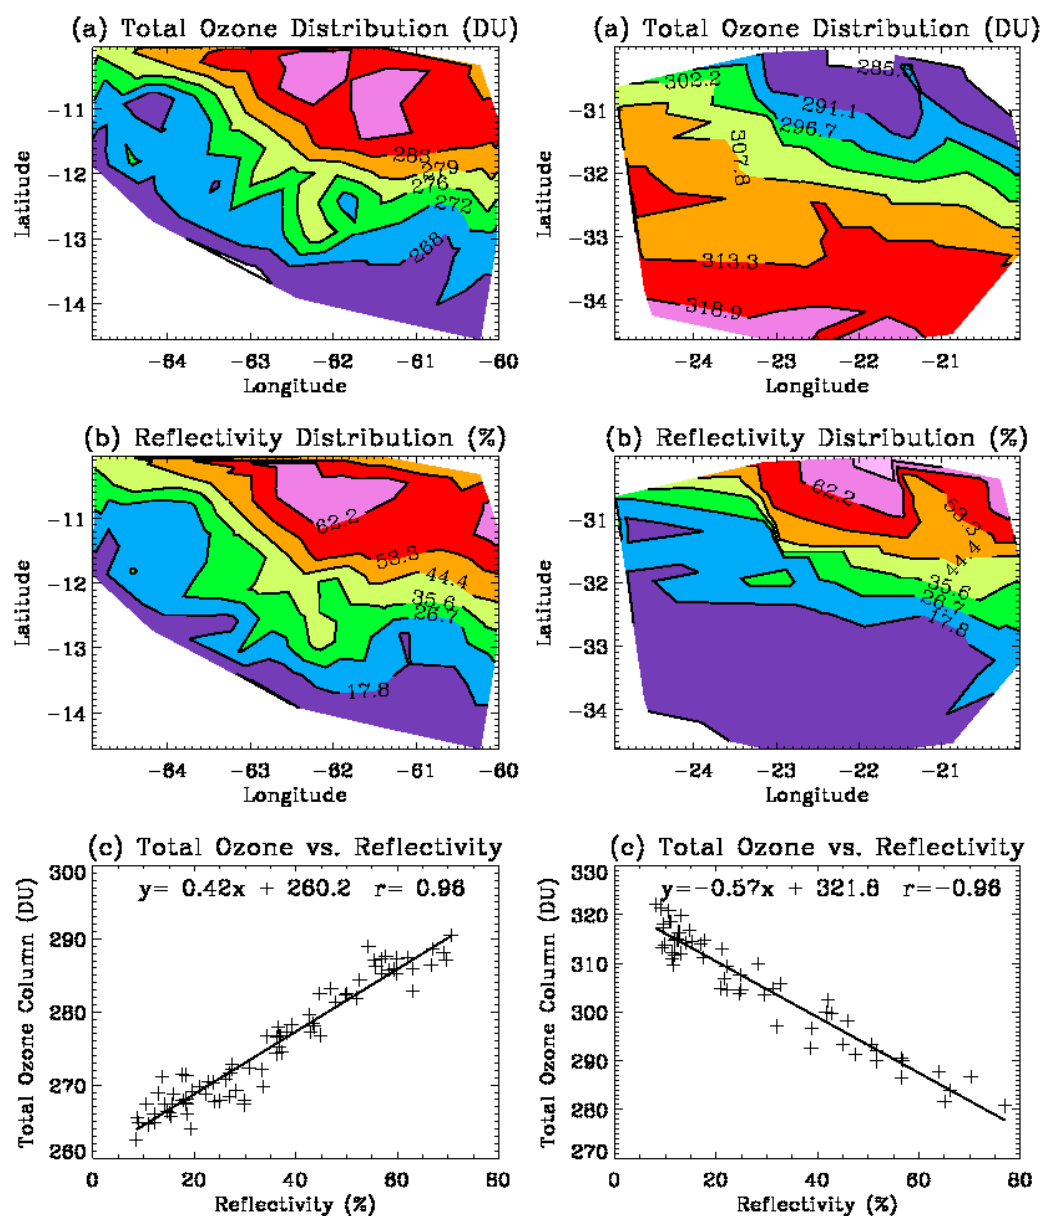 (a) Total Ozone Distribution (DU)
283
279
276
272
268
-11
-12
-13
-14
Latitude
-64 -63 -62 -61 -60
Longitude
(a) Total Ozone Distribution (DU)
285.
302.2
291.1
296.7
307.8
313.3
318.9
-31
-32
-33
-34
Latitude
-24 -23 -22 -21
Longitude
(b) Reflectivity Distribution (%)
62.2
53.3
44.4
35.6
26.7
17.8
-11
-12
-13
-14
Latitude
-64 -63 -62 -61 -60
Longitude
(b) Reflectivity Distribution (%)
62.2
53.3
44.4
35.6
26.7
17.8
-31
-32
-33
-34
Latitude
-24 -23 -22 -21
Longitude
(c) Total Ozone vs. Reflectivity
y= 0.42x + 260.2 r= 0.96
300
290
280
270
260
Total Ozone Column (DU)
0 20 40 60 80
Reflectivity (%)
(c) Total Ozone vs. Reflectivity
y=-0.57x + 321.6 r=-0.96
330
320
310
300
290
280
270
Total Ozone Column (DU)
0 20 40 60 80
Reflectivity (%)